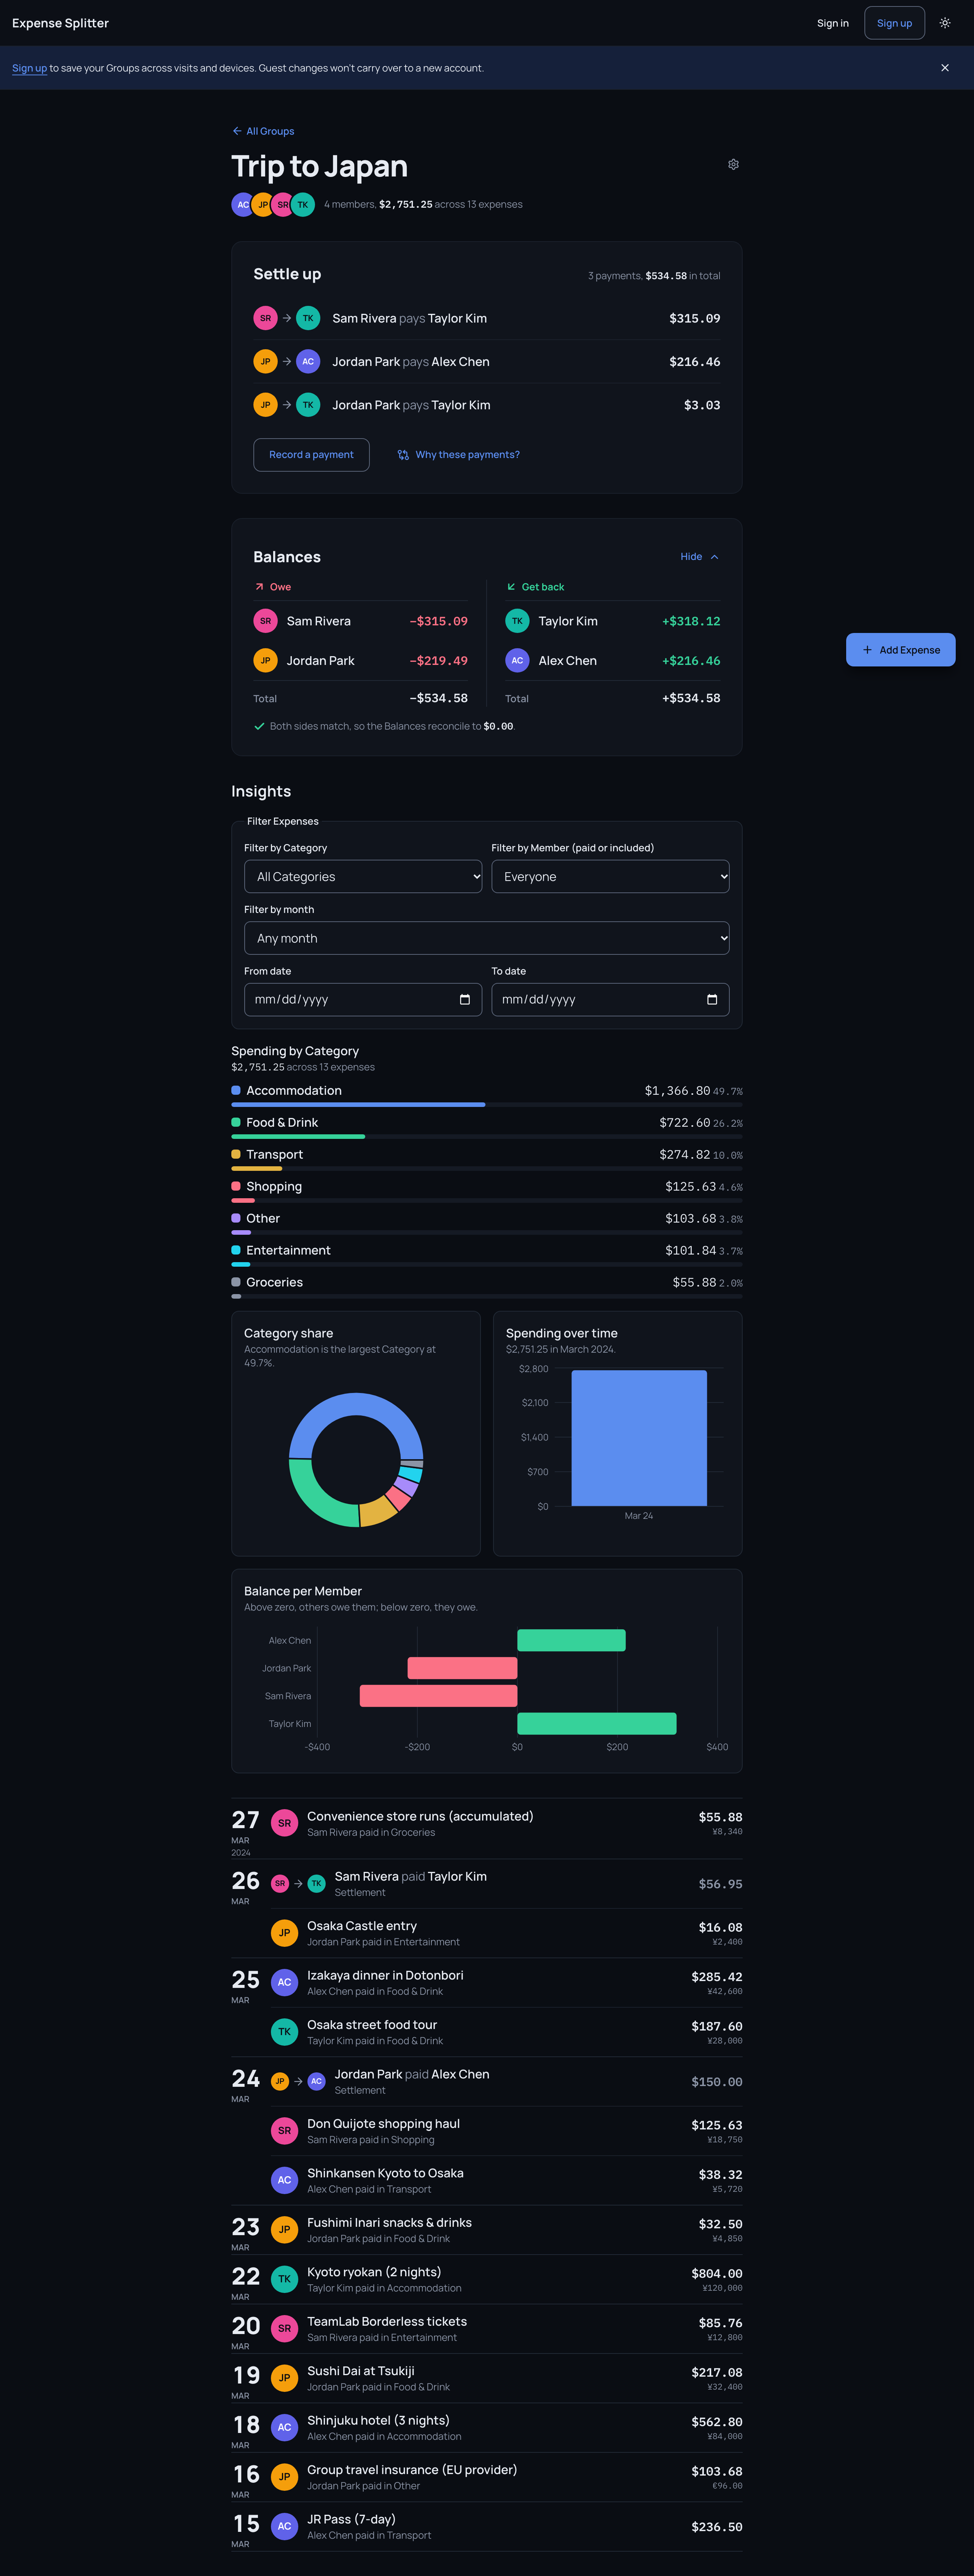 Expense Splitter
Sign in
Sign up
Sign up to save your Groups across visits and devices. Guest changes won't carry over to a new account.
All Groups
Trip to Japan
AC JP SR TK
4 members, $2,751.25 across 13 expenses
Settle up
3 payments, $534.58 in total
SR TK Sam Rivera pays Taylor Kim $315.09
JP AC Jordan Park pays Alex Chen $216.46
JP TK Jordan Park pays Taylor Kim $3.03
Record a payment
Why these payments?
Balances
Hide
Owe
SR Sam Rivera −$315.09
JP Jordan Park −$219.49
Total −$534.58
Get back
TK Taylor Kim +$318.12
AC Alex Chen +$216.46
Total +$534.58
Both sides match, so the Balances reconcile to $0.00.
Add Expense
Insights
Filter Expenses
Filter by Category
All Categories
Filter by Member (paid or included)
Everyone
Filter by month
Any month
From date
mm/dd/yyyy
To date
mm/dd/yyyy
Spending by Category
$2,751.25 across 13 expenses
Accommodation $1,366.80 49.7%
Food & Drink $722.60 26.2%
Transport $274.82 10.0%
Shopping $125.63 4.6%
Other $103.68 3.8%
Entertainment $101.84 3.7%
Groceries $55.88 2.0%
Category share
Accommodation is the largest Category at
49.7%.
Spending over time
$2,751.25 in March 2024.
$2,800
$2,100
$1,400
$700
$0
Mar 24
Balance per Member
Above zero, others owe them; below zero, they owe.
Alex Chen
Jordan Park
Sam Rivera
Taylor Kim
-$400 -$200 $0 $200 $400
27
MAR
2024
SR
Convenience store runs (accumulated) $55.88
Sam Rivera paid in Groceries ¥8,340
26
MAR
SR TK
Sam Rivera paid Taylor Kim $56.95
Settlement
JP
Osaka Castle entry $16.08
Jordan Park paid in Entertainment ¥2,400
25
MAR
AC
Izakaya dinner in Dotonbori $285.42
Alex Chen paid in Food & Drink ¥42,600
TK
Osaka street food tour $187.60
Taylor Kim paid in Food & Drink ¥28,000
24
MAR
JP AC
Jordan Park paid Alex Chen $150.00
Settlement
SR
Don Quijote shopping haul $125.63
Sam Rivera paid in Shopping ¥18,750
AC
Shinkansen Kyoto to Osaka $38.32
Alex Chen paid in Transport ¥5,720
23
MAR
JP
Fushimi Inari snacks & drinks $32.50
Jordan Park paid in Food & Drink ¥4,850
22
MAR
TK
Kyoto ryokan (2 nights) $804.00
Taylor Kim paid in Accommodation ¥120,000
20
MAR
SR
TeamLab Borderless tickets $85.76
Sam Rivera paid in Entertainment ¥12,800
19
MAR
JP
Sushi Dai at Tsukiji $217.08
Jordan Park paid in Food & Drink ¥32,400
18
MAR
AC
Shinjuku hotel (3 nights) $562.80
Alex Chen paid in Accommodation ¥84,000
16
MAR
JP
Group travel insurance (EU provider) $103.68
Jordan Park paid in Other €96.00
15
MAR
AC
JR Pass (7-day) $236.50
Alex Chen paid in Transport